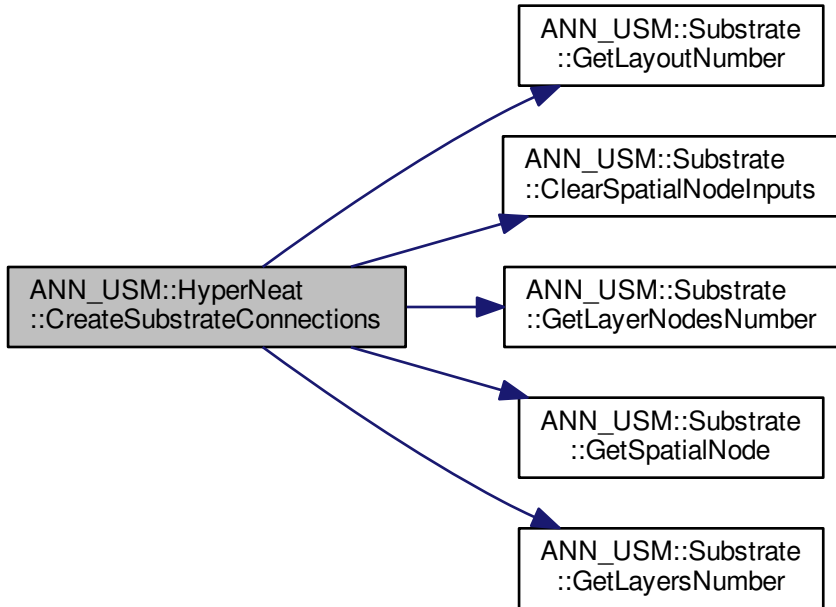 ANN_USM::Substrate
::GetLayoutNumber
ANN_USM::Substrate
::ClearSpatialNodeInputs
ANN_USM::HyperNeat
::CreateSubstrateConnections
ANN_USM::Substrate
::GetLayerNodesNumber
ANN_USM::Substrate
::GetSpatialNode
ANN_USM::Substrate
::GetLayersNumber